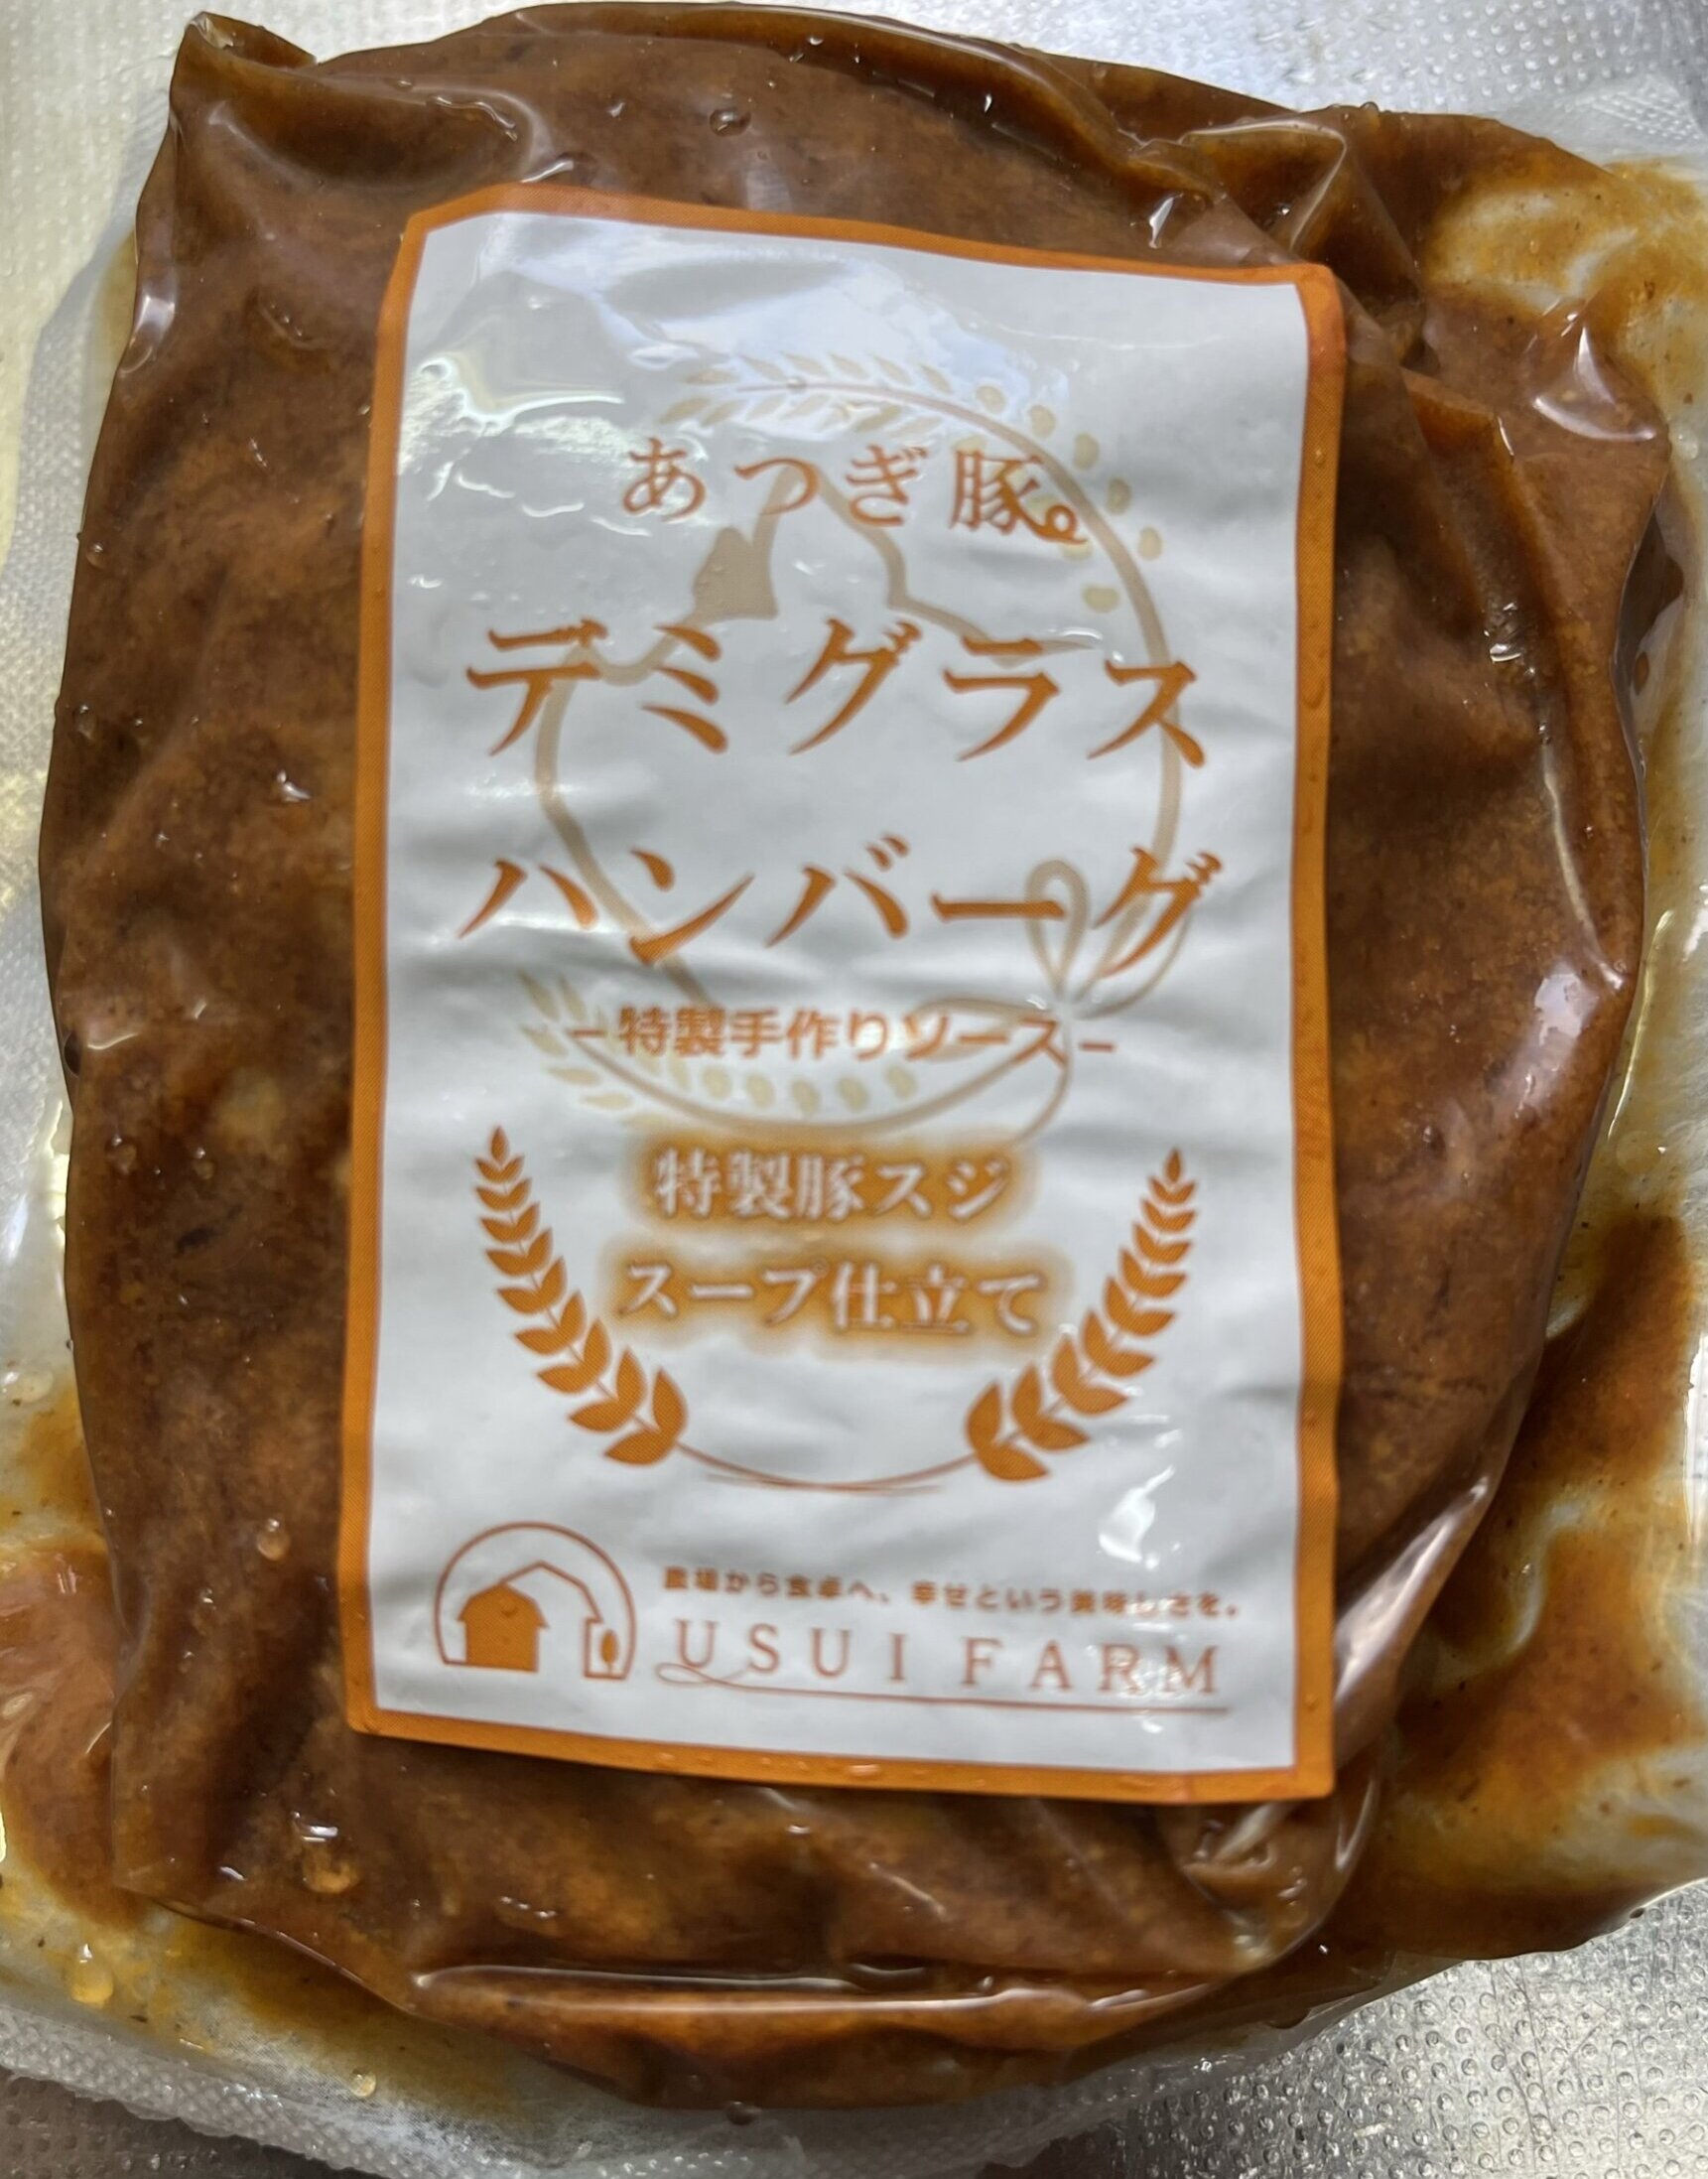 あつぎ豚。
デミグラス
ハンバーグ
－特製手作りソース－
特製豚スジ
スープ仕立て
農場から食卓へ、幸せという美味しさを。
USUI FARM